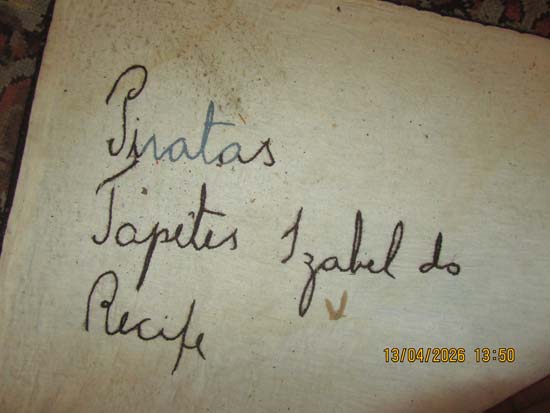 Piratas
Tapetes Izabel do
Recife
13/04/2026 13:50